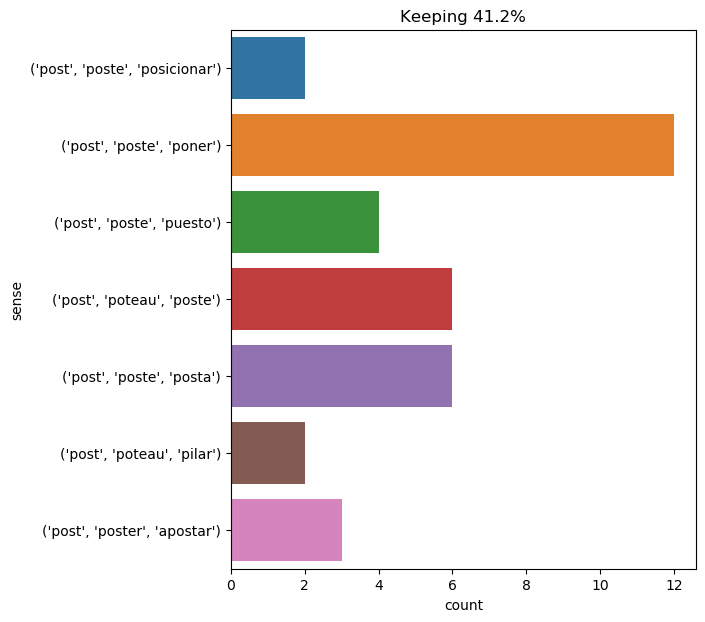 Keeping 41.2%
('post', 'poste', 'posicionar')
('post', 'poste', 'poner')
('post', 'poste', 'puesto')
('post', 'poteau', 'poste')
('post', 'poste', 'posta')
('post', 'poteau', 'pilar')
('post', 'poster', 'apostar')
sense
0 2 4 6 8 10 12
count